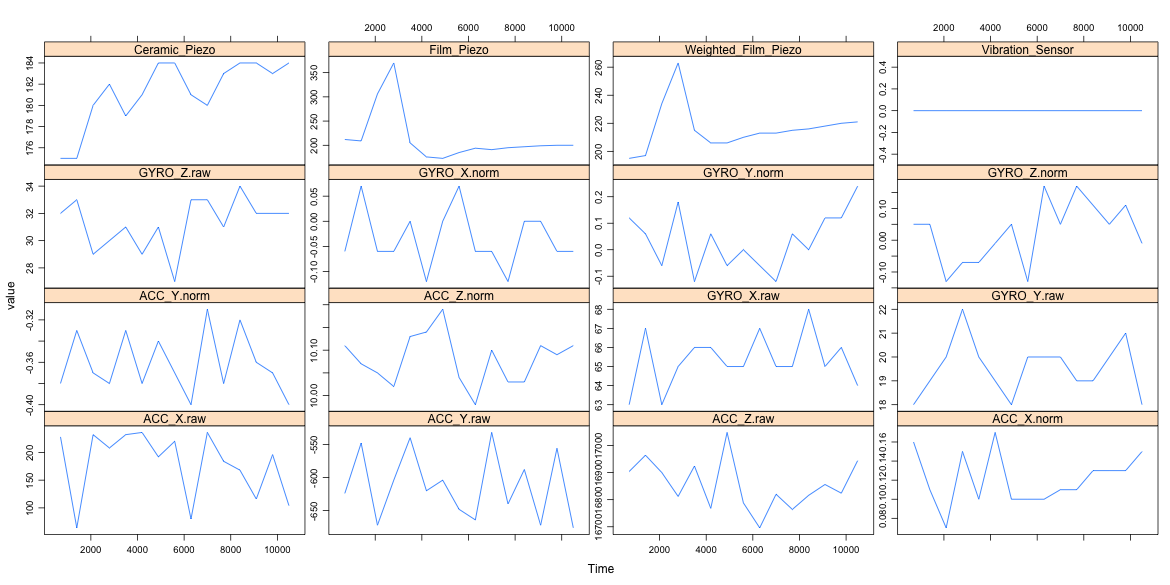 2000 4000 6000 8000 10000 2000 4000 6000 8000 10000
Ceramic_Piezo Film_Piezo Weighted_Film_Piezo Vibration_Sensor
176 178 180 182 184
200 250 300 350
200 220 240 260
-0.4 -0.2 0.0 0.2 0.4
GYRO_Z.raw GYRO_X.norm GYRO_Y.norm GYRO_Z.norm
28 30 32 34
-0.10 -0.05 0.00 0.05
-0.1 0.0 0.1 0.2
-0.10 0.00 0.10
value
ACC_Y.norm ACC_Z.norm GYRO_X.raw GYRO_Y.raw
-0.40 -0.36 -0.32
10.00 10.10
63 64 65 66 67 68
18 19 20 21 22
ACC_X.raw ACC_Y.raw ACC_Z.raw ACC_X.norm
100 150 200
-650 -600 -550
16700 16800 16900 17000
0.08 0.10 0.12 0.14 0.16
2000 4000 6000 8000 10000 2000 4000 6000 8000 10000
Time